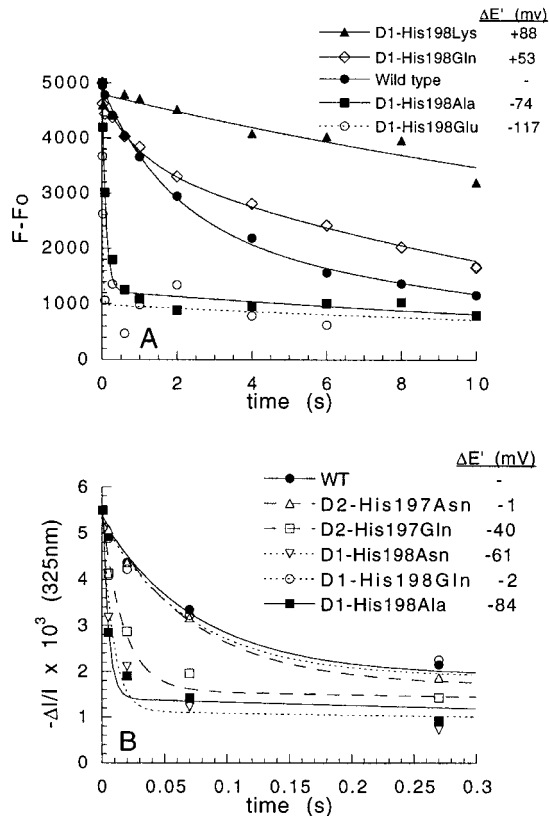 ΔE' (mv)
D1-His198Lys +88
D1-His198Gln +53
Wild type -
D1-His198Ala -74
D1-His198Glu -117
5000
4000
3000
2000
1000
0
F-Fo
A
0 2 4 6 8 10
time (s)
ΔE' (mV)
WT -
D2-His197Asn -1
D2-His197Gln -40
D1-His198Asn -61
D1-His198Gln -2
D1-His198Ala -84
6
5
4
3
2
1
0
-ΔI/I x 10³ (325nm)
B
0 0.05 0.1 0.15 0.2 0.25 0.3
time (s)